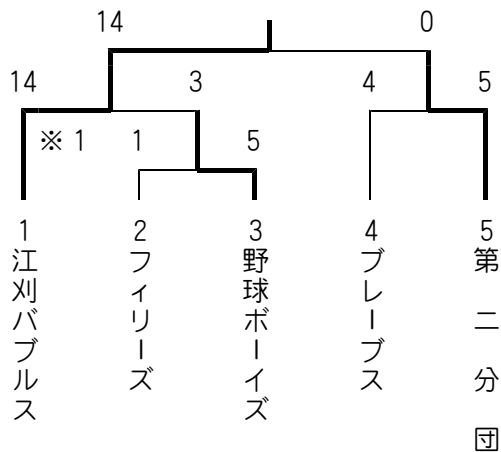 14 0
14 3 4 5
※1 1 5
1 2 3 4 5
江刈バブルス
フィリーズ
野球ボーイズ
ブレーブス
第二分団